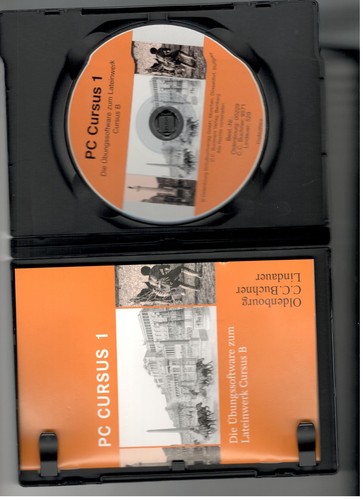 PC CURSUS 1
Die Übungssoftware zum Lateinwerk
Cursus B
Oldenbourg
C.C. Buchner
Lindauer
PC CURSUS 1
Die Übungssoftware zum
Lateinwerk Cursus B